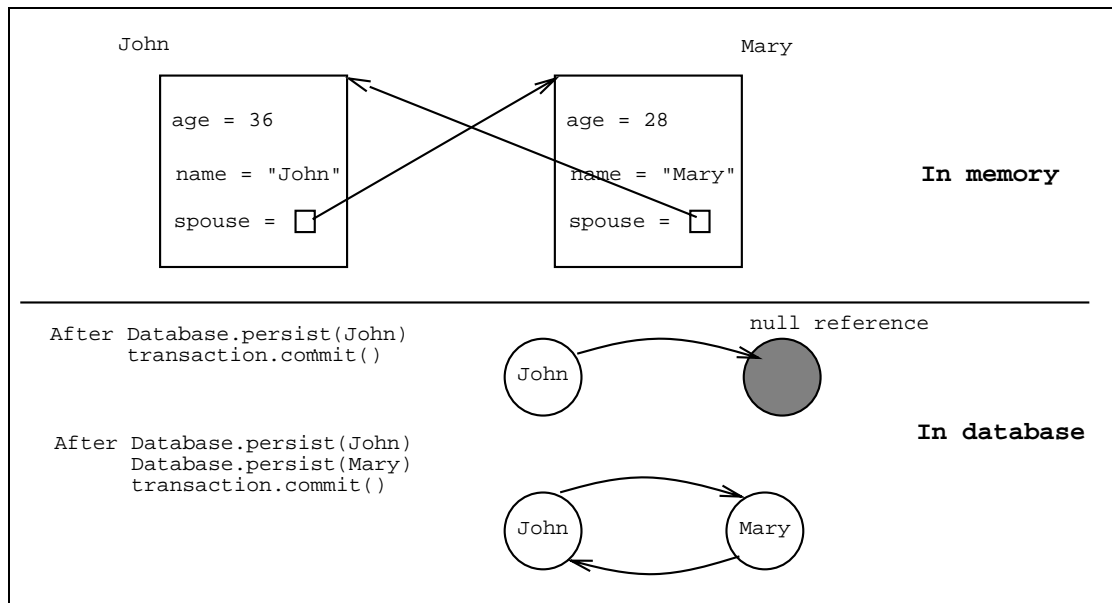 John
Mary
age = 36
name = "John"
spouse =
age = 28
name = "Mary"
spouse =
In memory
After Database.persist(John)
transaction.commit()
null reference
John
In database
After Database.persist(John)
Database.persist(Mary)
transaction.commit()
John
Mary